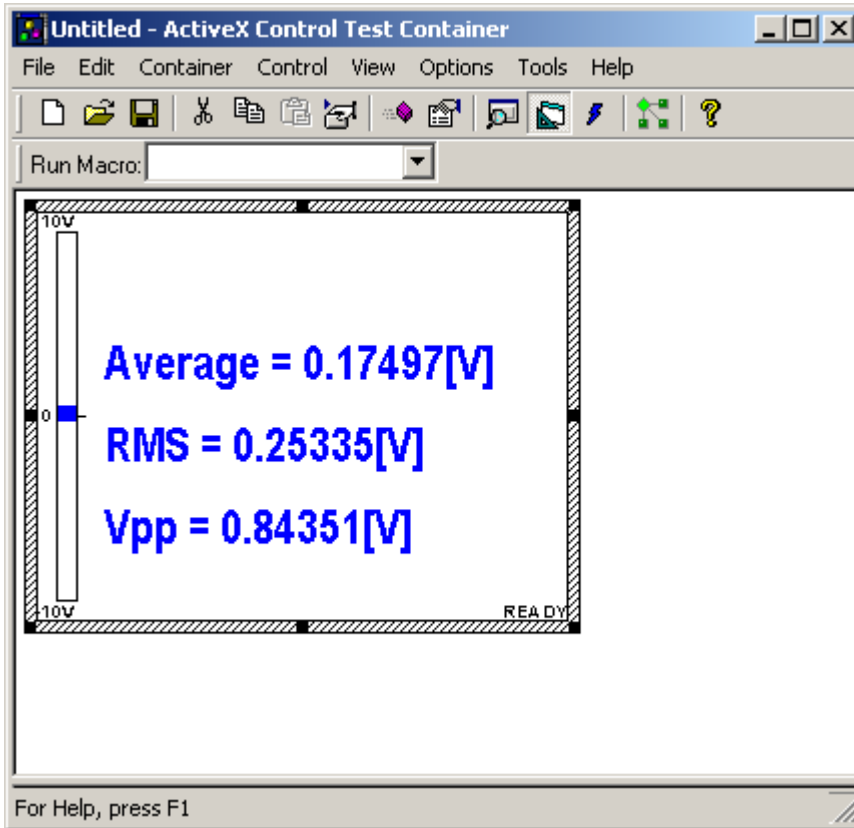 Untitled - ActiveX Control Test Container
File Edit Container Control View Options Tools Help
Run Macro:
10V
Average = 0.17497[V]
0
RMS = 0.25335[V]
Vpp = 0.84351[V]
-10V
READY
For Help, press F1